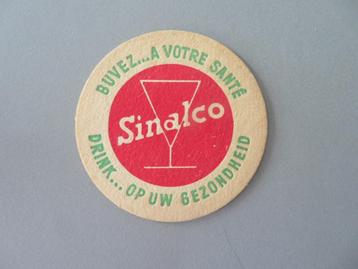 BUVEZ...A VOTRE SANTÉ
Sinalco
DRINK...OP UW GEZONDHEID